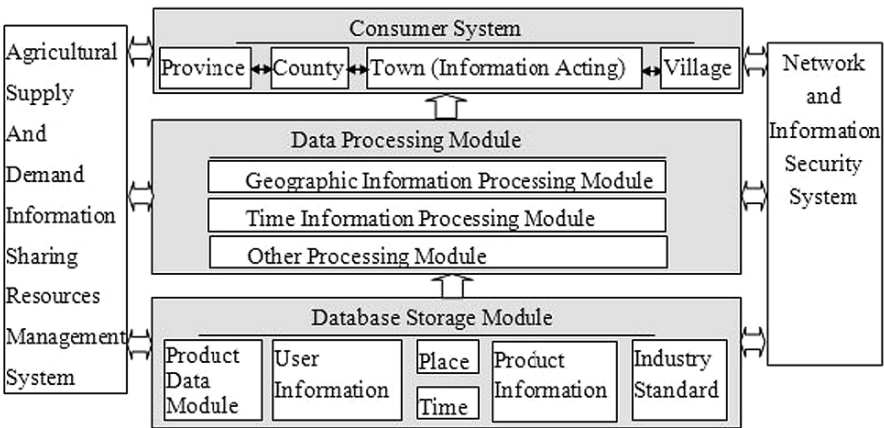 Agricultural
Supply
And
Demand
Information
Sharing
Resources
Management
System
Consumer System
Province
County
Town (Information Acting)
Village
Data Processing Module
Geographic Information Processing Module
Time Information Processing Module
Other Processing Module
Database Storage Module
Product
Data
Module
User
Information
Place
Time
Product
Information
Industry
Standard
Network
and
Information
Security
System